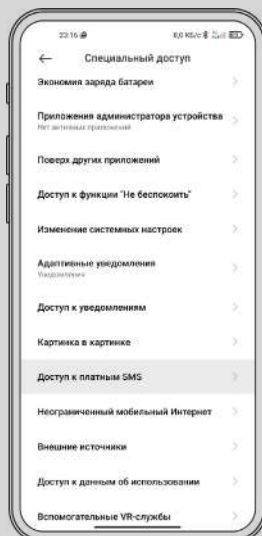 23:16
Специальный доступ
Экономия заряда батареи
Приложения администратора устройства
Нет активных приложений
Поверх других приложений
Доступ к функции "Не беспокоить"
Изменение системных настроек
Адаптивные уведомления
Уведомления
Доступ к уведомлениям
Картинка в картинке
Доступ к платным SMS
Неограниченный мобильный Интернет
Внешние источники
Доступ к данным об использовании
Вспомогательные VR-службы